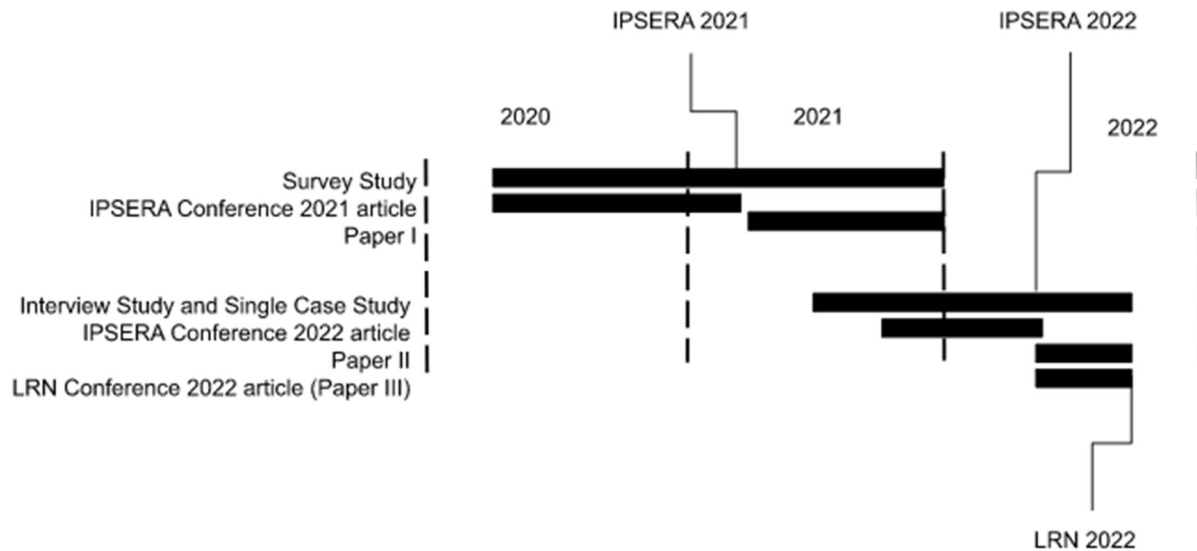 IPSERA 2021
IPSERA 2022
2020
2021
2022
Survey Study
IPSERA Conference 2021 article
Paper I
Interview Study and Single Case Study
IPSERA Conference 2022 article
Paper II
LRN Conference 2022 article (Paper III)
LRN 2022